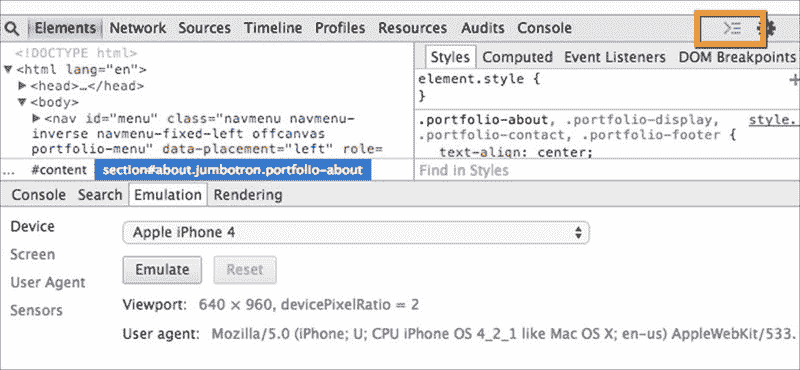 Elements Network Sources Timeline Profiles Resources Audits Console
<!DOCTYPE html>
▼<html lang="en">
▶<head>…</head>
▼<body>
▶<nav id="menu" class="navmenu navmenu-
inverse navmenu-fixed-left offcanvas
portfolio-menu" data-placement="left" role=
... #content section#about.jumbotron.portfolio-about
Styles Computed Event Listeners DOM Breakpoints
element.style {
}
.portfolio-about, .portfolio-display, style.
.portfolio-contact, .portfolio-footer {
text-align: center;
Find in Styles
Console Search Emulation Rendering
Device Apple iPhone 4
Screen
User Agent
Sensors
Emulate Reset
Viewport: 640 × 960, devicePixelRatio = 2
User agent: Mozilla/5.0 (iPhone; U; CPU iPhone OS 4_2_1 like Mac OS X; en-us) AppleWebKit/533.